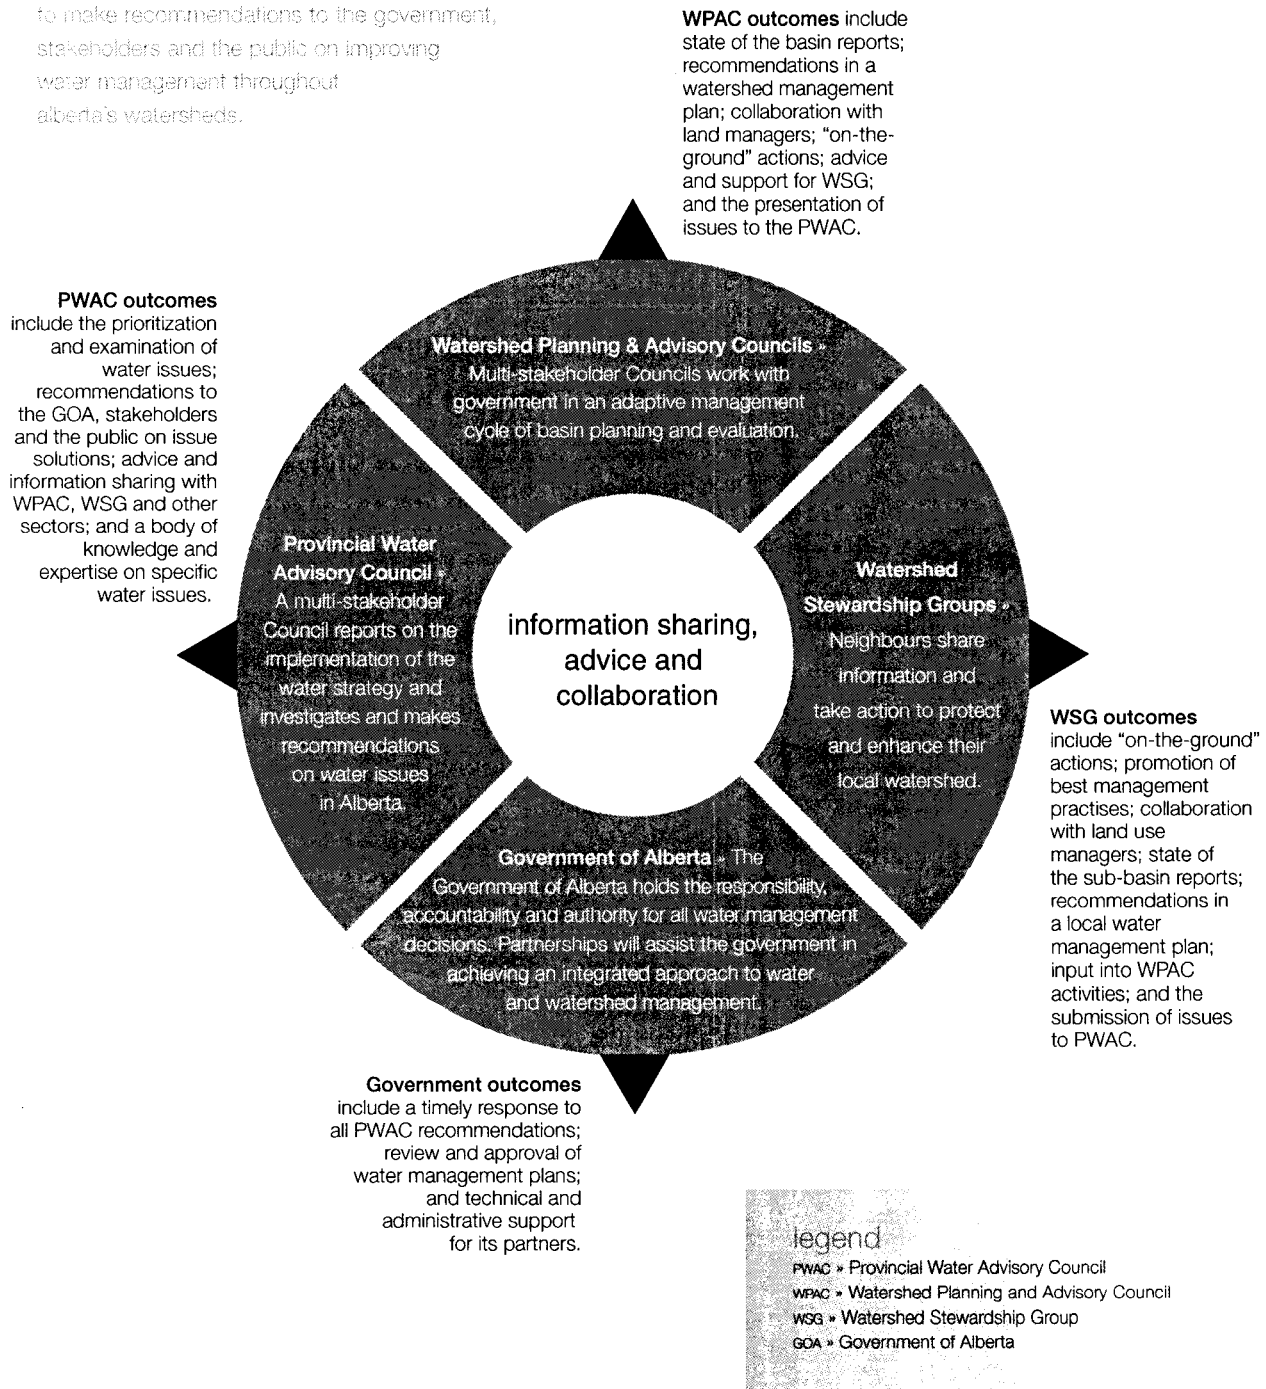 to make recommendations to the government,
stakeholders and the public on improving
water management throughout
alberta's watersheds.
WPAC outcomes include
state of the basin reports;
recommendations in a
watershed management
plan; collaboration with
land managers; "on-the-
ground" actions; advice
and support for WSG;
and the presentation of
issues to the PWAC.
PWAC outcomes
include the prioritization
and examination of
water issues;
recommendations to
the GOA, stakeholders
and the public on issue
solutions; advice and
information sharing with
WPAC, WSG and other
sectors; and a body of
knowledge and
expertise on specific
water issues.
Watershed Planning & Advisory Councils »
Multi-stakeholder Councils work with
government in an adaptive management
cycle of basin planning and evaluation.
Provincial Water
Advisory Council »
A multi-stakeholder
Council reports on the
implementation of the
water strategy and
investigates and makes
recommendations
on water issues
in Alberta.
information sharing,
advice and
collaboration
Watershed
Stewardship Groups »
Neighbours share
information and
take action to protect
and enhance their
local watershed.
Government of Alberta » The
Government of Alberta holds the responsibility,
accountability and authority for all water management
decisions. Partnerships will assist the government in
achieving an integrated approach to water
and watershed management.
WSG outcomes
include "on-the-ground"
actions; promotion of
best management
practises; collaboration
with land use
managers; state of
the sub-basin reports;
recommendations in
a local water
management plan;
input into WPAC
activities; and the
submission of issues
to PWAC.
Government outcomes
include a timely response to
all PWAC recommendations;
review and approval of
water management plans;
and technical and
administrative support
for its partners.
legend
PWAC » Provincial Water Advisory Council
WPAC » Watershed Planning and Advisory Council
WSG » Watershed Stewardship Group
GOA » Government of Alberta